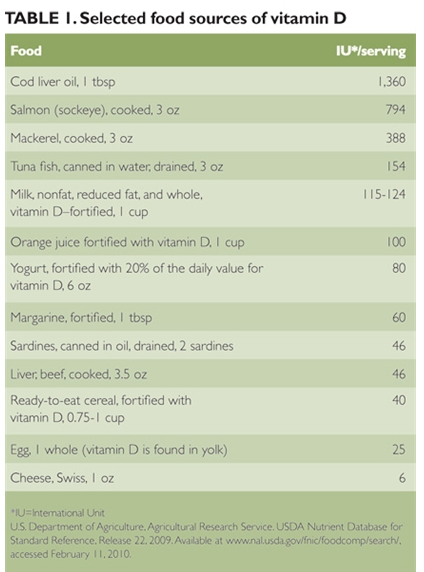 TABLE 1. Selected food sources of vitamin D
Food IU*/serving
Cod liver oil, 1 tbsp 1,360
Salmon (sockeye), cooked, 3 oz 794
Mackerel, cooked, 3 oz 388
Tuna fish, canned in water, drained, 3 oz 154
Milk, nonfat, reduced fat, and whole, 115-124
vitamin D–fortified, 1 cup
Orange juice fortified with vitamin D, 1 cup 100
Yogurt, fortified with 20% of the daily value for 80
vitamin D, 6 oz
Margarine, fortified, 1 tbsp 60
Sardines, canned in oil, drained, 2 sardines 46
Liver, beef, cooked, 3.5 oz 46
Ready-to-eat cereal, fortified with 40
vitamin D, 0.75-1 cup
Egg, 1 whole (vitamin D is found in yolk) 25
Cheese, Swiss, 1 oz 6
*IU=International Unit
U.S. Department of Agriculture, Agricultural Research Service. USDA Nutrient Database for
Standard Reference, Release 22, 2009. Available at www.nal.usda.gov/fnic/foodcomp/search/,
accessed February 11, 2010.